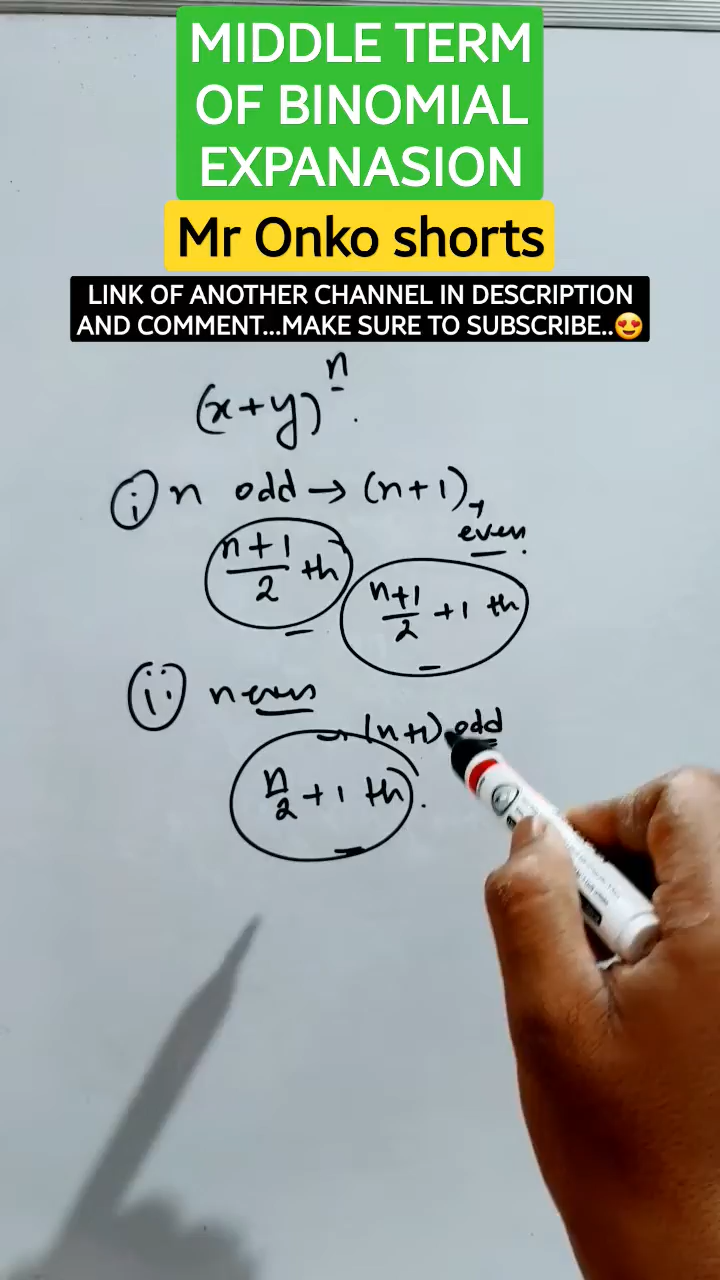 MIDDLE TERM
OF BINOMIAL
EXPANASION
Mr Onko shorts
LINK OF ANOTHER CHANNEL IN DESCRIPTION
AND COMMENT...MAKE SURE TO SUBSCRIBE..😍
(x+y)^n.
(i) n odd → (n+1) → even.
(n+1)/2 th  (n+1)/2 +1 th
(ii) n even → (n+1) odd
n/2 +1 th.